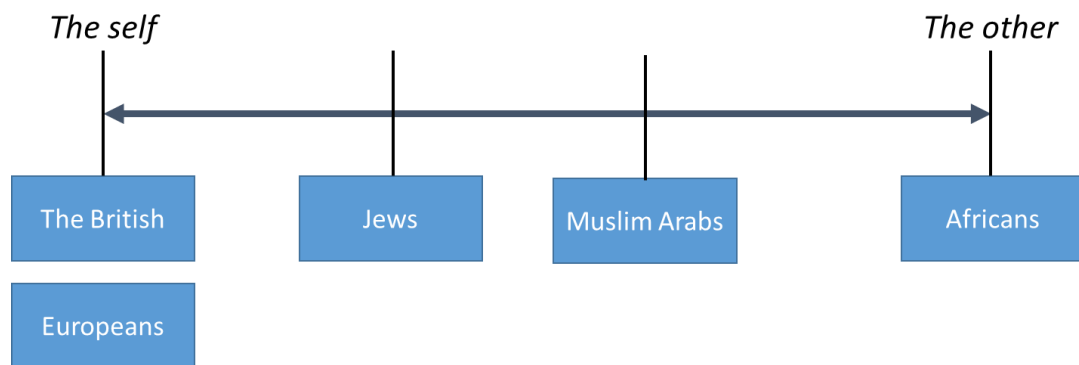 The self
The other
The British
Jews
Muslim Arabs
Africans
Europeans